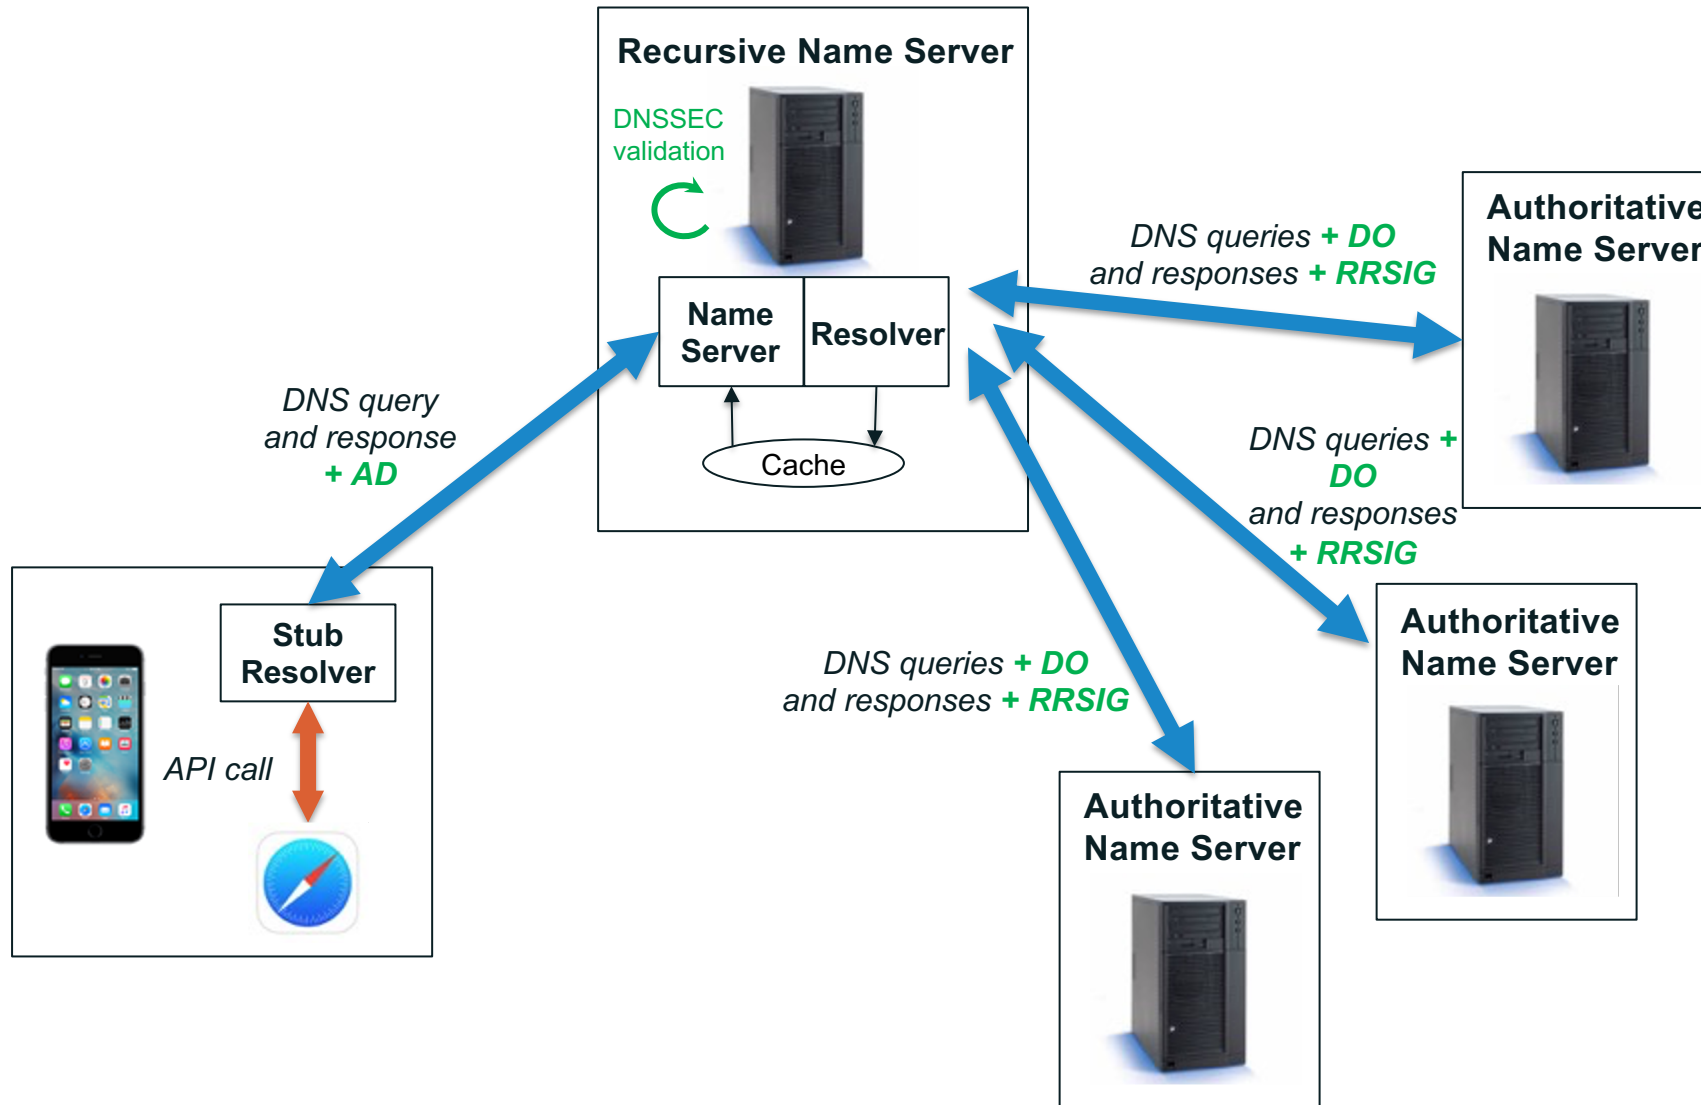 Recursive Name Server
DNSSEC
validation
Name
Server
Resolver
Cache
DNS query
and response
+ AD
Stub
Resolver
API call
DNS queries + DO
and responses + RRSIG
Authoritative
Name Server
DNS queries +
DO
and responses
+ RRSIG
Authoritative
Name Server
DNS queries + DO
and responses + RRSIG
Authoritative
Name Server